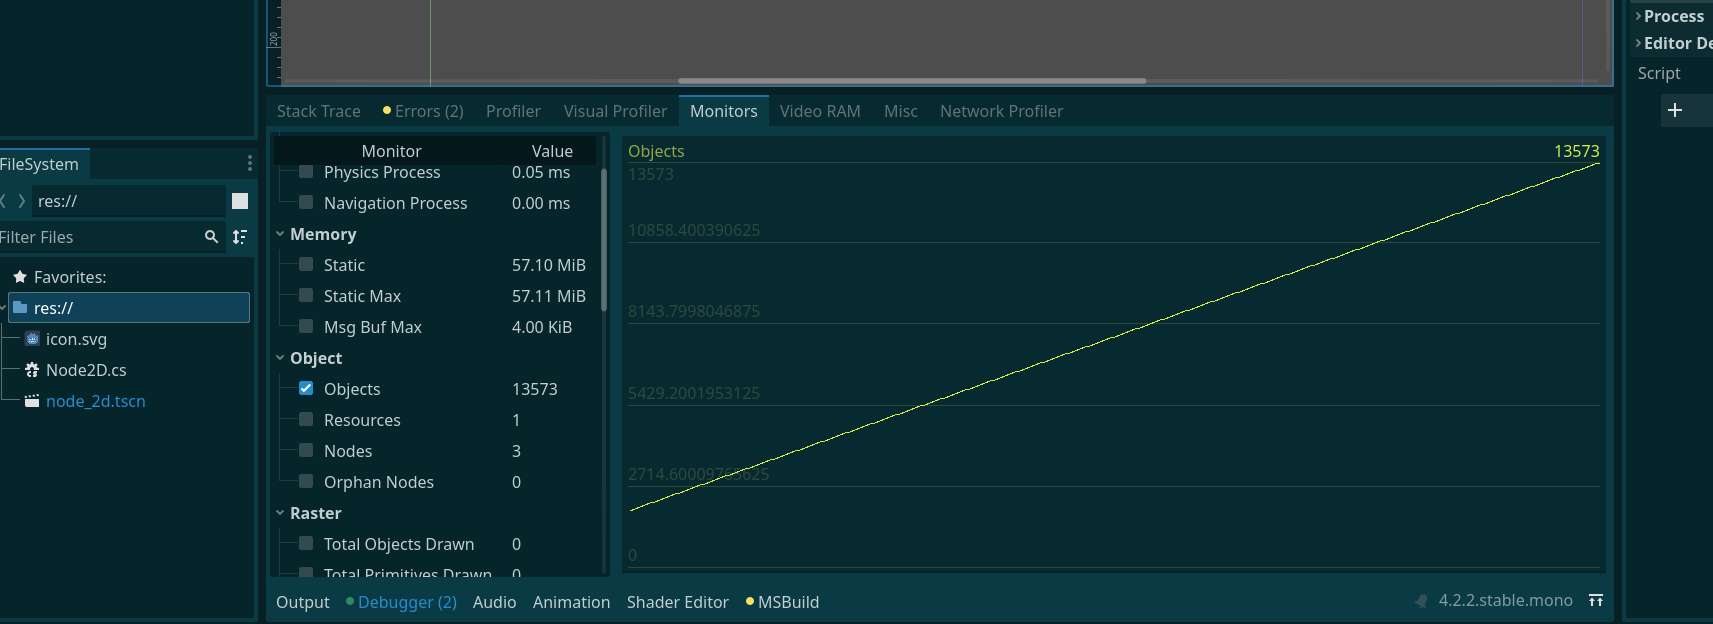 200
Process
Editor De
Script
Stack Trace Errors (2) Profiler Visual Profiler Monitors Video RAM Misc Network Profiler
FileSystem
res://
Filter Files
Favorites:
res://
icon.svg
Node2D.cs
node_2d.tscn
Monitor Value
Physics Process 0.05 ms
Navigation Process 0.00 ms
Memory
Static 57.10 MiB
Static Max 57.11 MiB
Msg Buf Max 4.00 KiB
Object
Objects 13573
Resources 1
Nodes 3
Orphan Nodes 0
Raster
Total Objects Drawn 0
Total Primitives Drawn 0
Objects 13573
13573
10858.400390625
8143.7998046875
5429.2001953125
2714.60009765625
0
Output Debugger (2) Audio Animation Shader Editor MSBuild 4.2.2.stable.mono